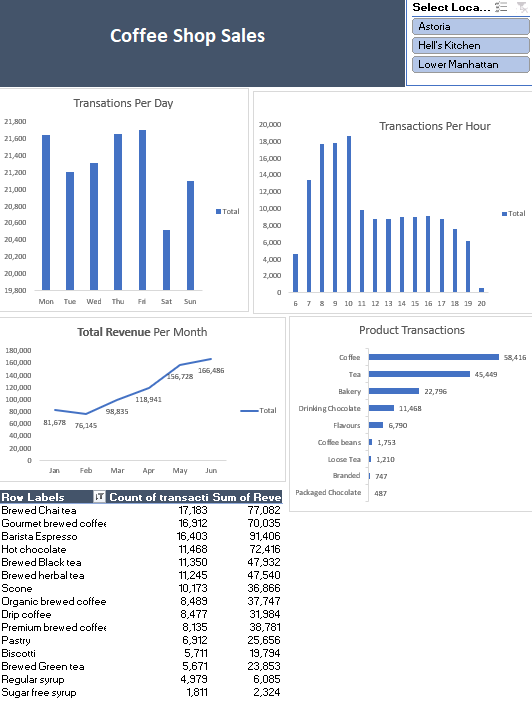 Coffee Shop Sales
Select Loca...
Astoria
Hell's Kitchen
Lower Manhattan
Transations Per Day
21,800
21,600
21,400
21,200
21,000
20,800
20,600
20,400
20,200
20,000
19,800
Mon Tue Wed Thu Fri Sat Sun
Total
Transactions Per Hour
20,000
18,000
16,000
14,000
12,000
10,000
8,000
6,000
4,000
2,000
0
6 7 8 9 10 11 12 13 14 15 16 17 18 19 20
Total
Total Revenue Per Month
180,000
160,000
140,000
120,000
100,000
80,000
60,000
40,000
20,000
0
81,678 76,145 98,835 118,941 156,728 166,486
Jan Feb Mar Apr May Jun
Total
Product Transactions
Coffee 58,416
Tea 45,449
Bakery 22,796
Drinking Chocolate 11,468
Flavours 6,790
Coffee beans 1,753
Loose Tea 1,210
Branded 747
Packaged Chocolate 487
Row Labels Count of transacti Sum of Reve
Brewed Chai tea 17,183 77,082
Gourmet brewed coffee 16,912 70,035
Barista Espresso 16,403 91,406
Hot chocolate 11,468 72,416
Brewed Black tea 11,350 47,932
Brewed herbal tea 11,245 47,540
Scone 10,173 36,866
Organic brewed coffee 8,489 37,747
Drip coffee 8,477 31,984
Premium brewed coffee 8,135 38,781
Pastry 6,912 25,656
Biscotti 5,711 19,794
Brewed Green tea 5,671 23,853
Regular syrup 4,979 6,085
Sugar free syrup 1,811 2,324